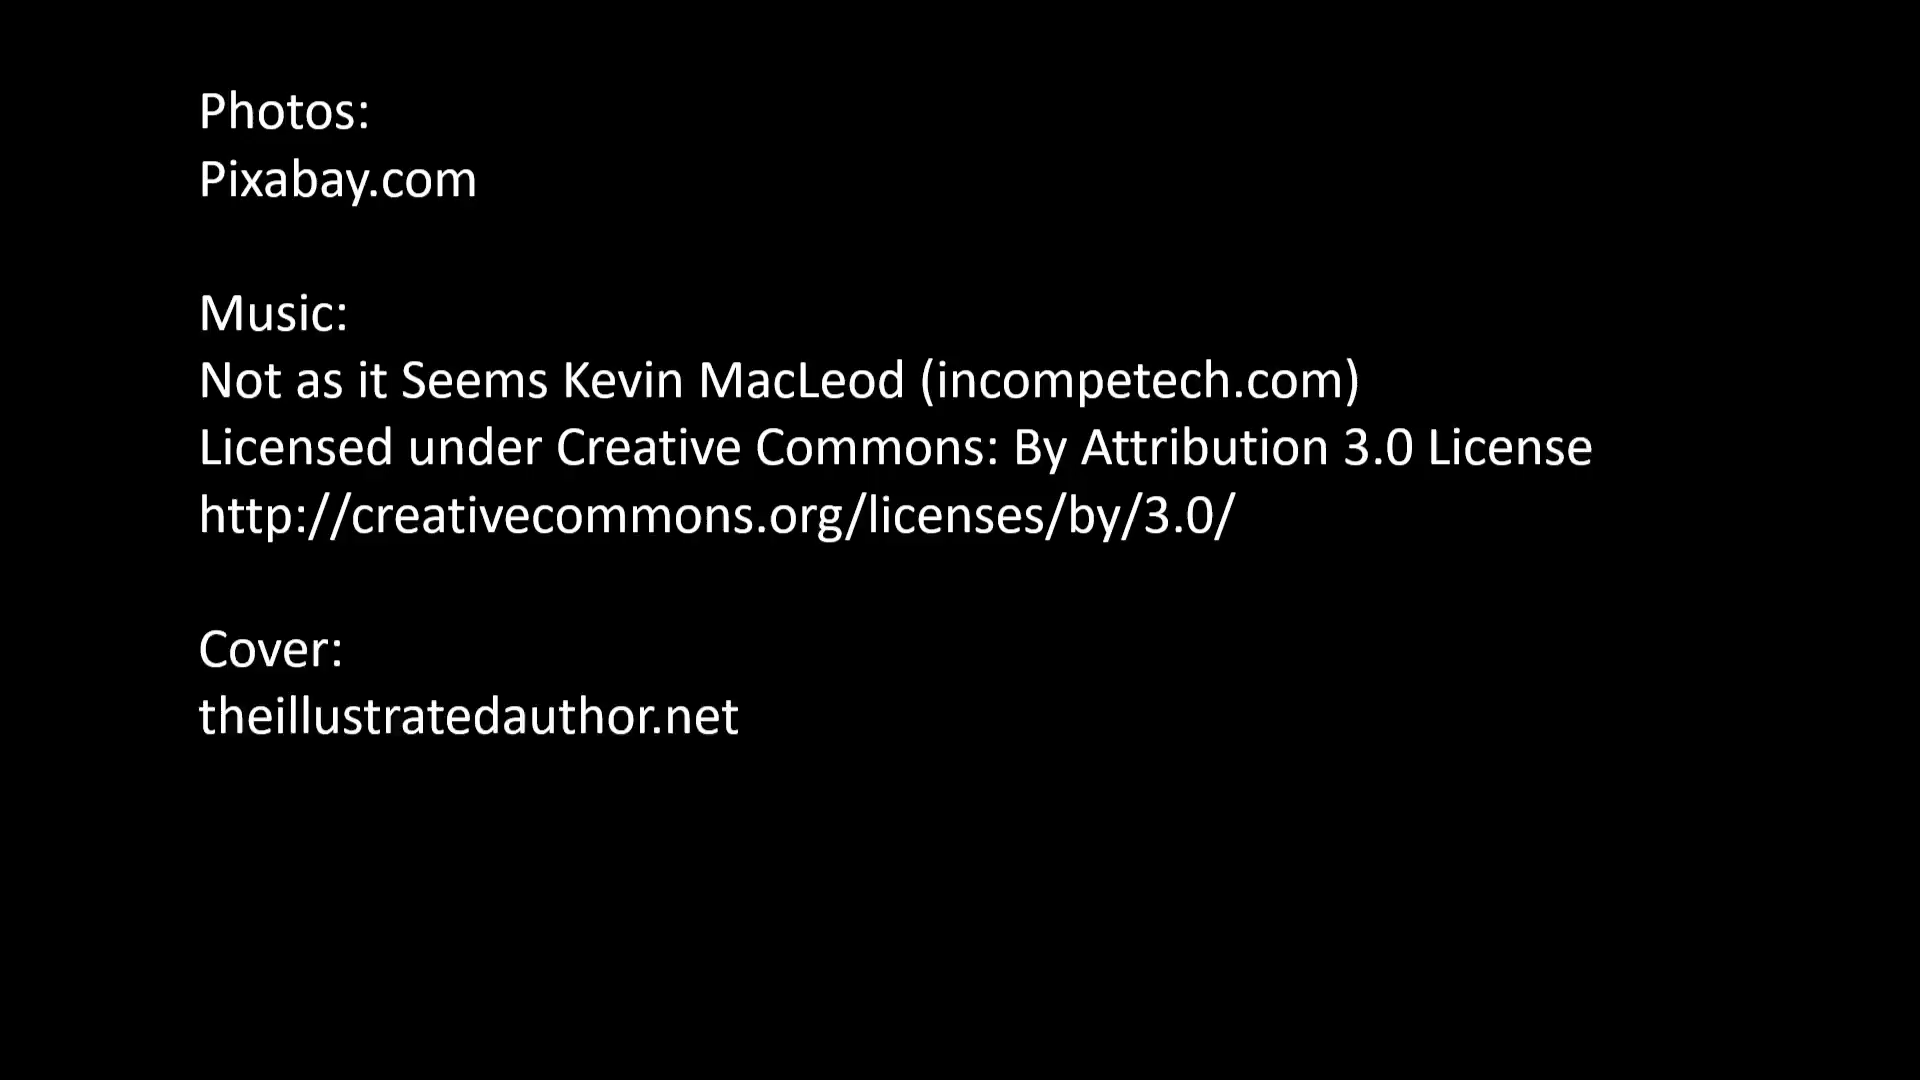 Photos:
Pixabay.com
Music:
Not as it Seems Kevin MacLeod (incompetech.com)
Licensed under Creative Commons: By Attribution 3.0 License
http://creativecommons.org/licenses/by/3.0/
Cover:
theillustratedauthor.net